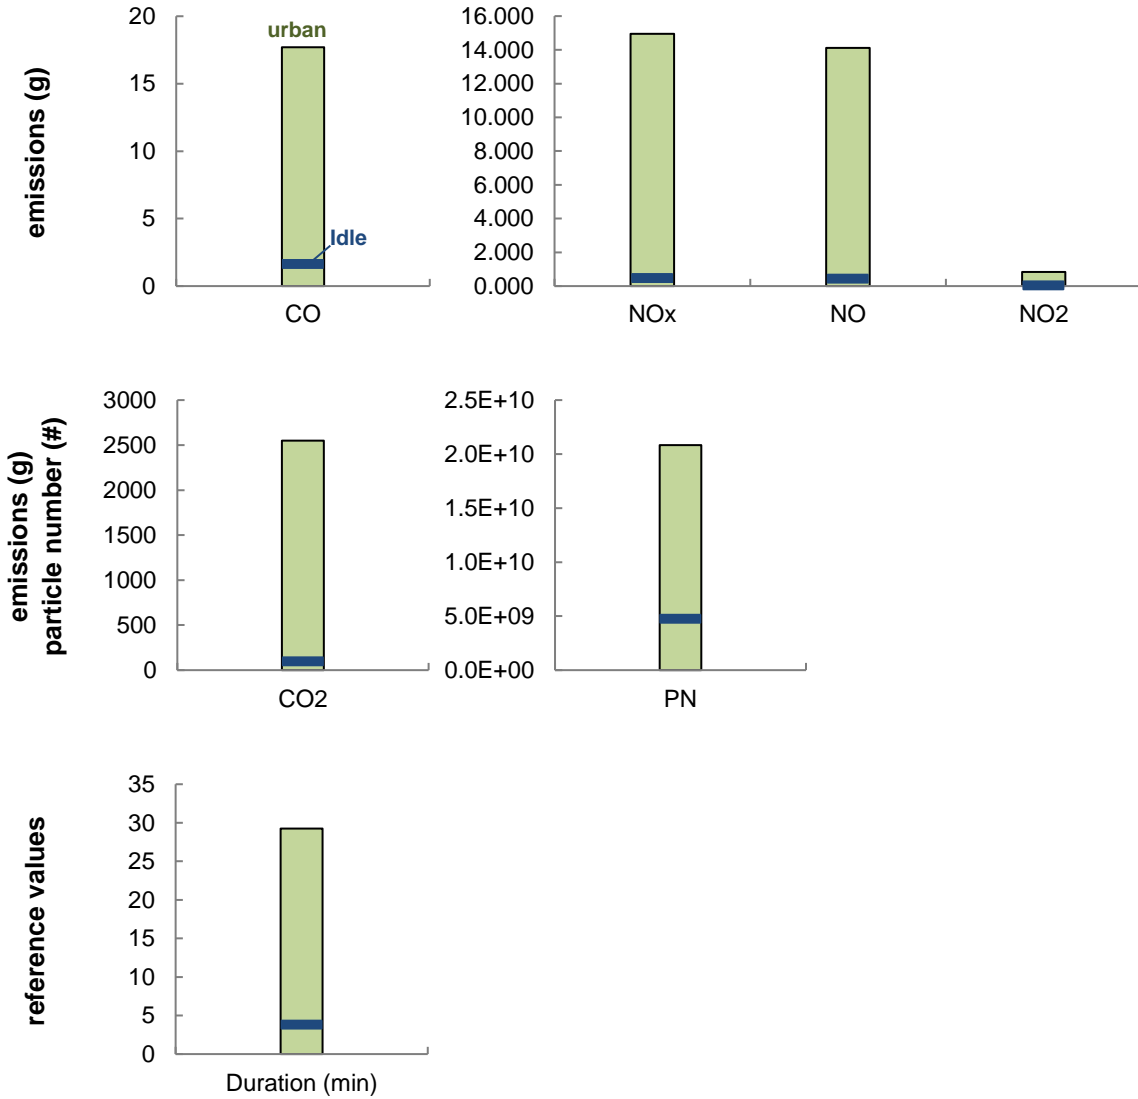 emissions (g)
20
15
10
5
0
urban
Idle
CO
16.000
14.000
12.000
10.000
8.000
6.000
4.000
2.000
0.000
NOx
NO
NO2
emissions (g)
particle number (#)
3000
2500
2000
1500
1000
500
0
CO2
2.5E+10
2.0E+10
1.5E+10
1.0E+10
5.0E+09
0.0E+00
PN
reference values
35
30
25
20
15
10
5
0
Duration (min)